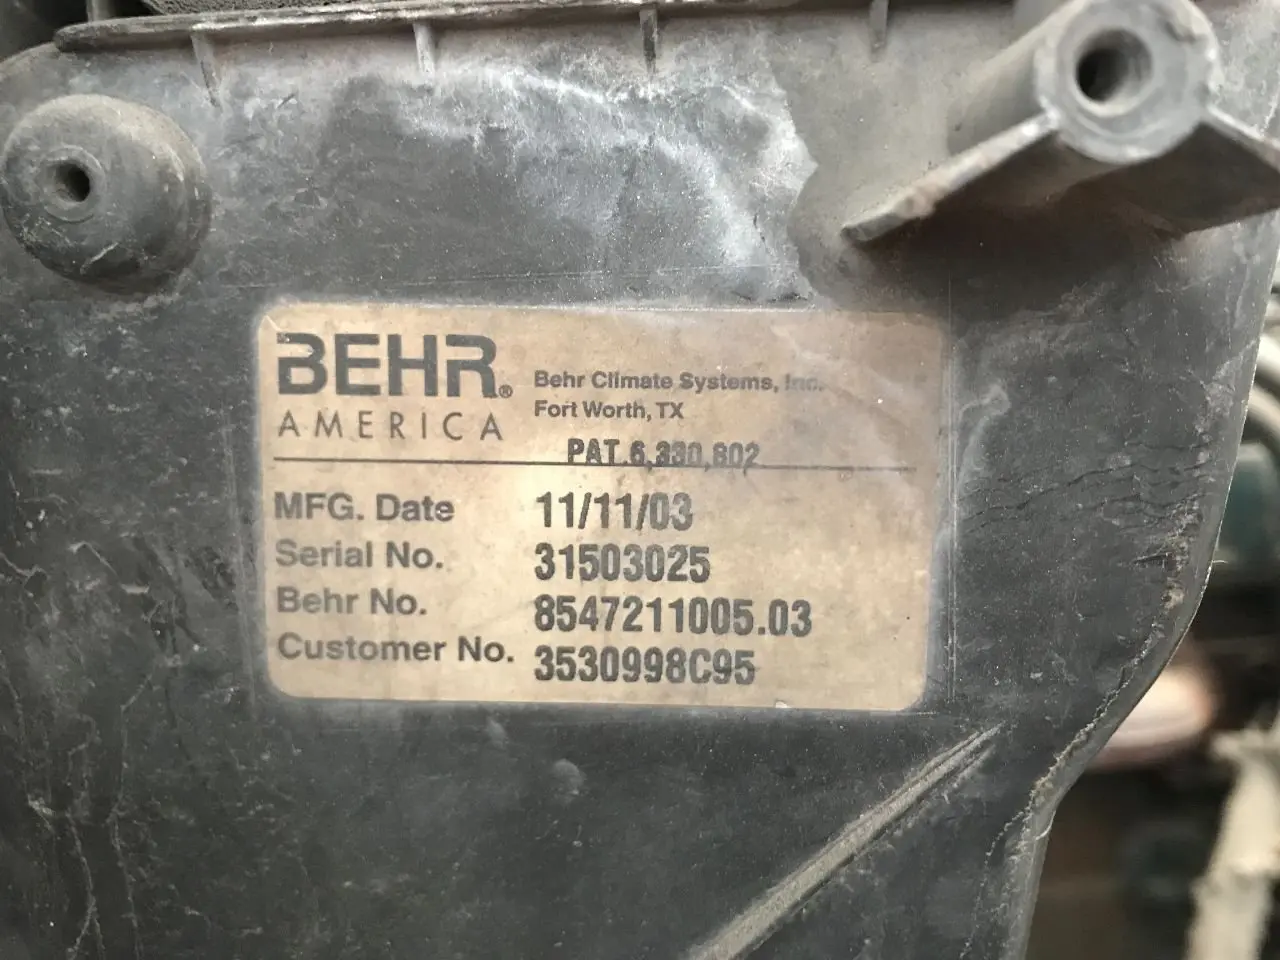 BEHR®
AMERICA
Behr Climate Systems, Inc.
Fort Worth, TX
PAT.6,330,802
MFG. Date 11/11/03
Serial No. 31503025
Behr No. 8547211005.03
Customer No. 3530998C95